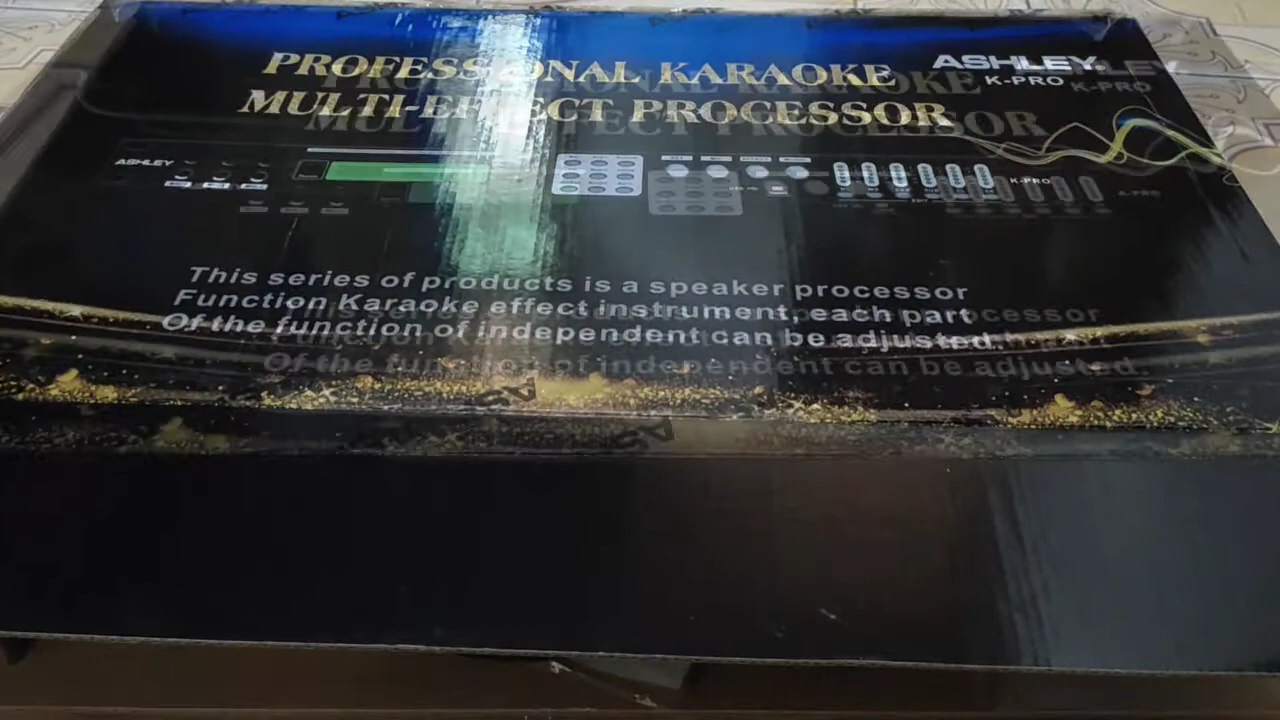 PROFESSIONAL KARAOKE
MULTI-EFFECT PROCESSOR
ASHLEY
K-PRO
ASHLEY
K-PRO
This series of products is a speaker processor
Function Karaoke effect instrument, each part
Of the function of independent can be adjusted.